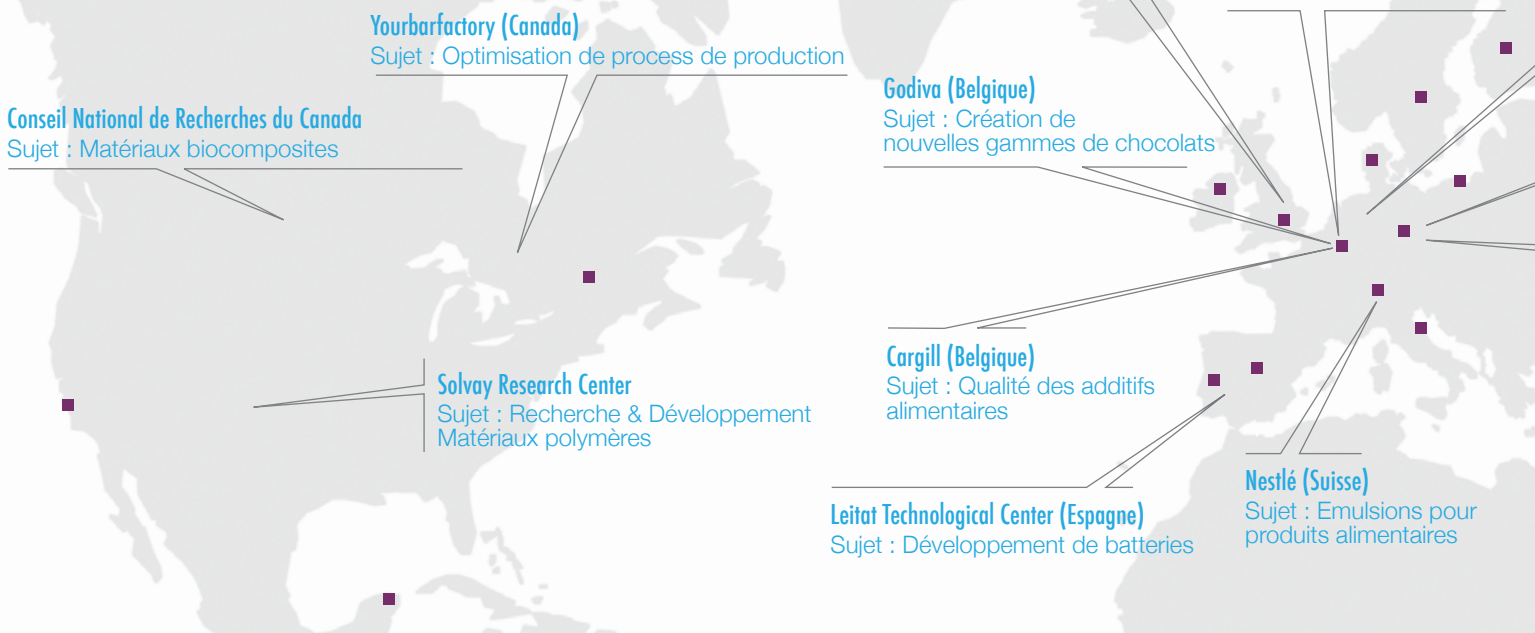 Yourbarfactory (Canada)
Sujet : Optimisation de process de production
Conseil National de Recherches du Canada
Sujet : Matériaux biocomposites
Godiva (Belgique)
Sujet : Création de
nouvelles gammes de chocolats
Solvay Research Center
Sujet : Recherche & Développement
Matériaux polymères
Cargill (Belgique)
Sujet : Qualité des additifs
alimentaires
Leitat Technological Center (Espagne)
Sujet : Développement de batteries
Nestlé (Suisse)
Sujet : Emulsions pour
produits alimentaires